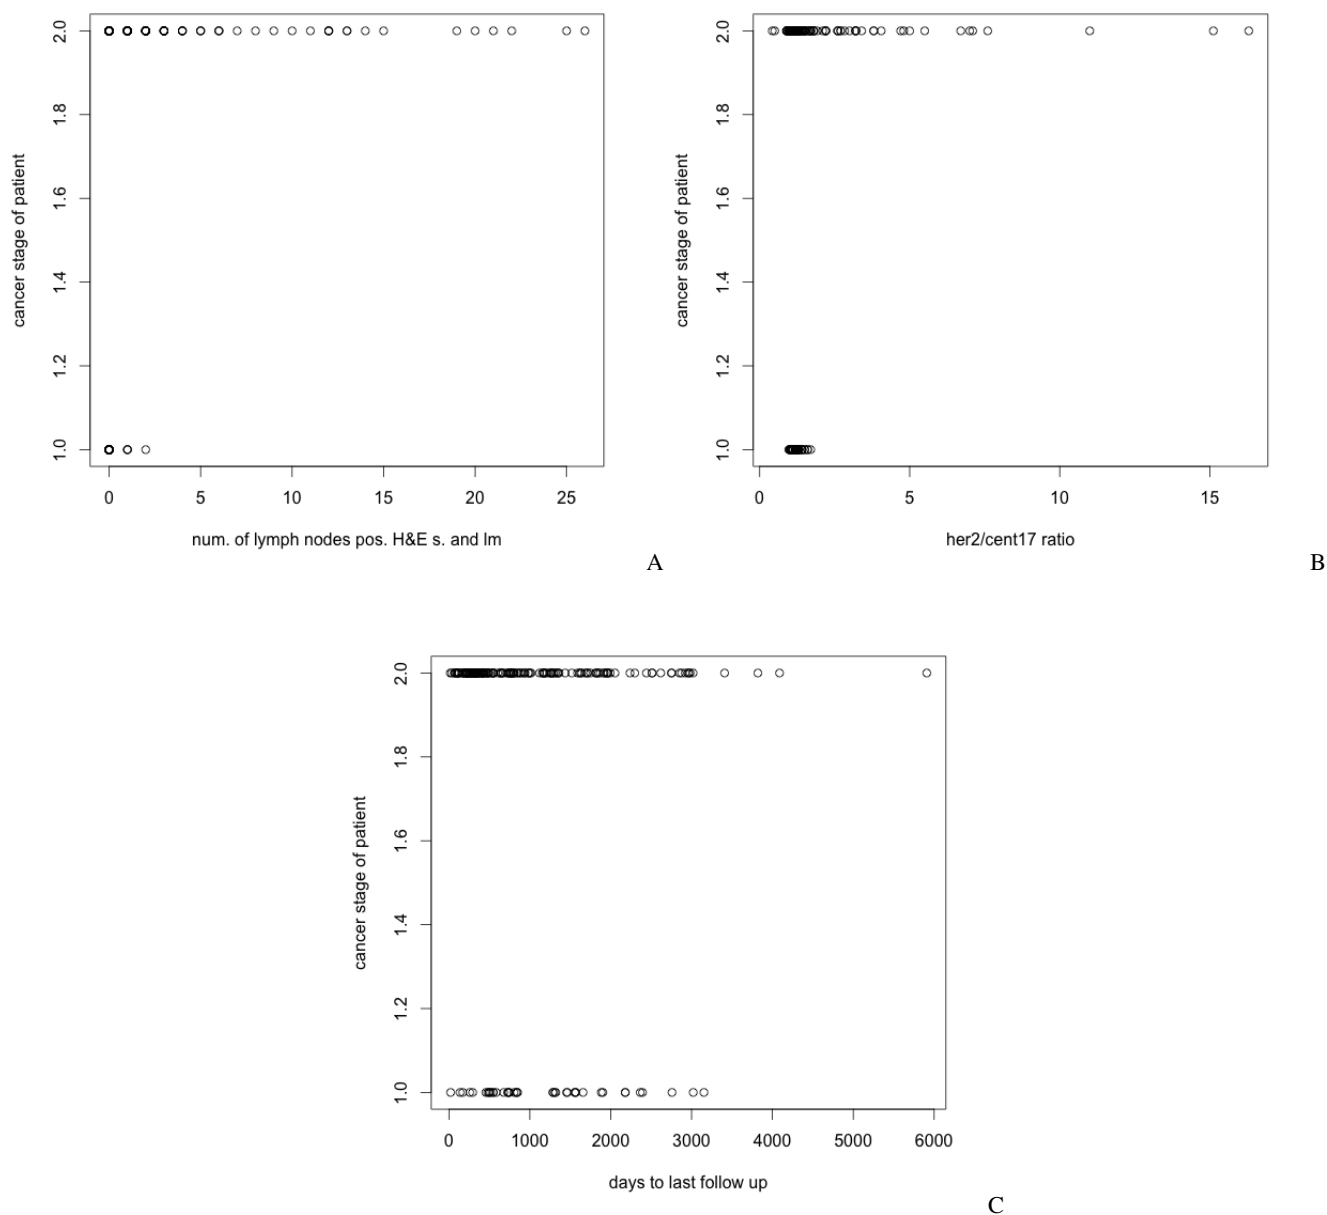 2.0
1.8
1.6
1.4
1.2
1.0
cancer stage of patient
0 5 10 15 20 25
num. of lymph nodes pos. H&E s. and lm
A
2.0
1.8
1.6
1.4
1.2
1.0
cancer stage of patient
0 5 10 15
her2/cent17 ratio
B
2.0
1.8
1.6
1.4
1.2
1.0
cancer stage of patient
0 1000 2000 3000 4000 5000 6000
days to last follow up
C